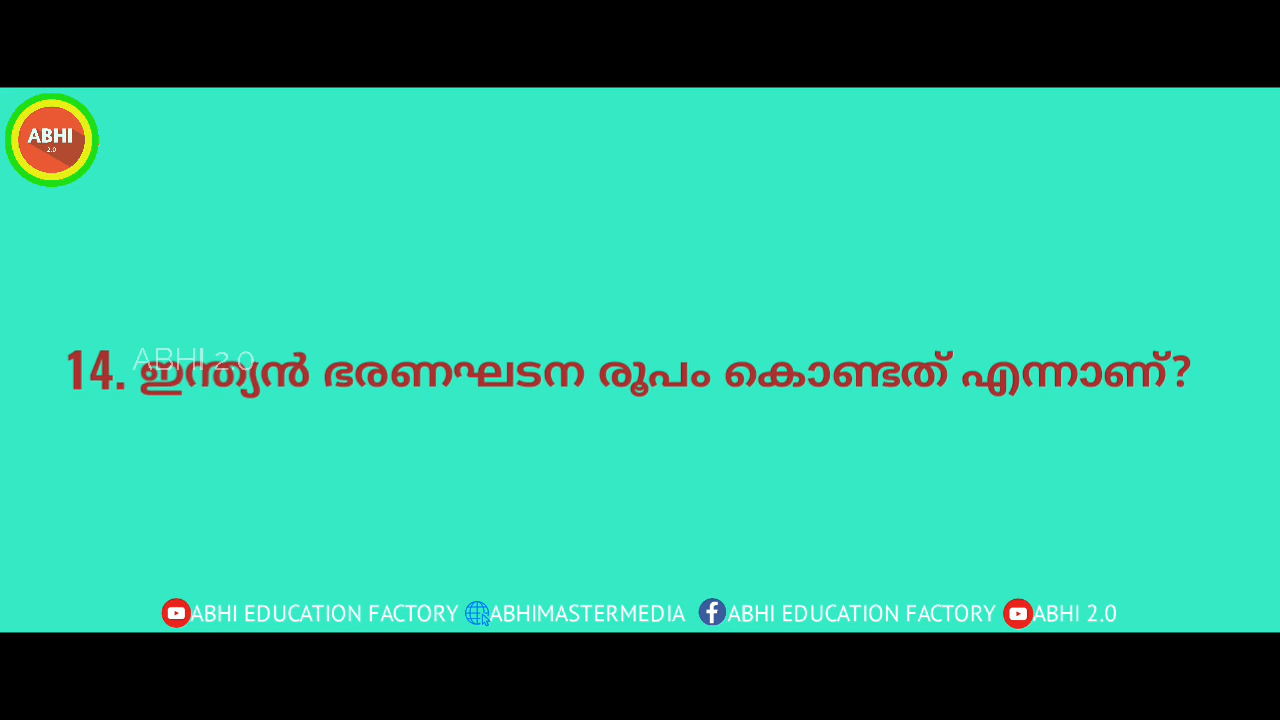 ABHI
2.0
ABHI 2.0
14. ഇന്ത്യൻ ഭരണഘടന രൂപം കൊണ്ടത് എന്നാണ്?
ABHI EDUCATION FACTORY ABHIMASTERMEDIA ABHI EDUCATION FACTORY ABHI 2.0